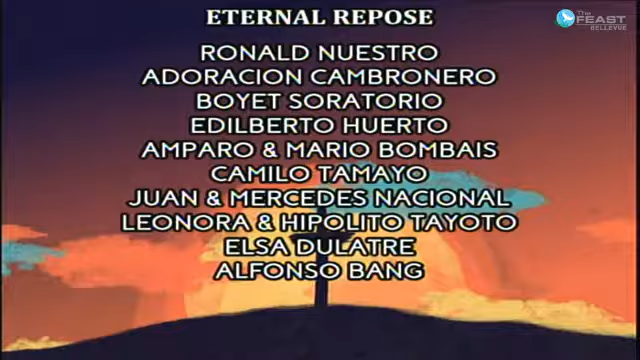 ETERNAL REPOSE
The
FEAST
BELLEVUE
RONALD NUESTRO
ADORACION CAMBRONERO
BOYET SORATORIO
EDILBERTO HUERTO
AMPARO & MARIO BOMBAIS
CAMILO TAMAYO
JUAN & MERCEDES NACIONAL
LEONORA & HIPOLITO TAYOTO
ELSA DULATRE
ALFONSO BANG